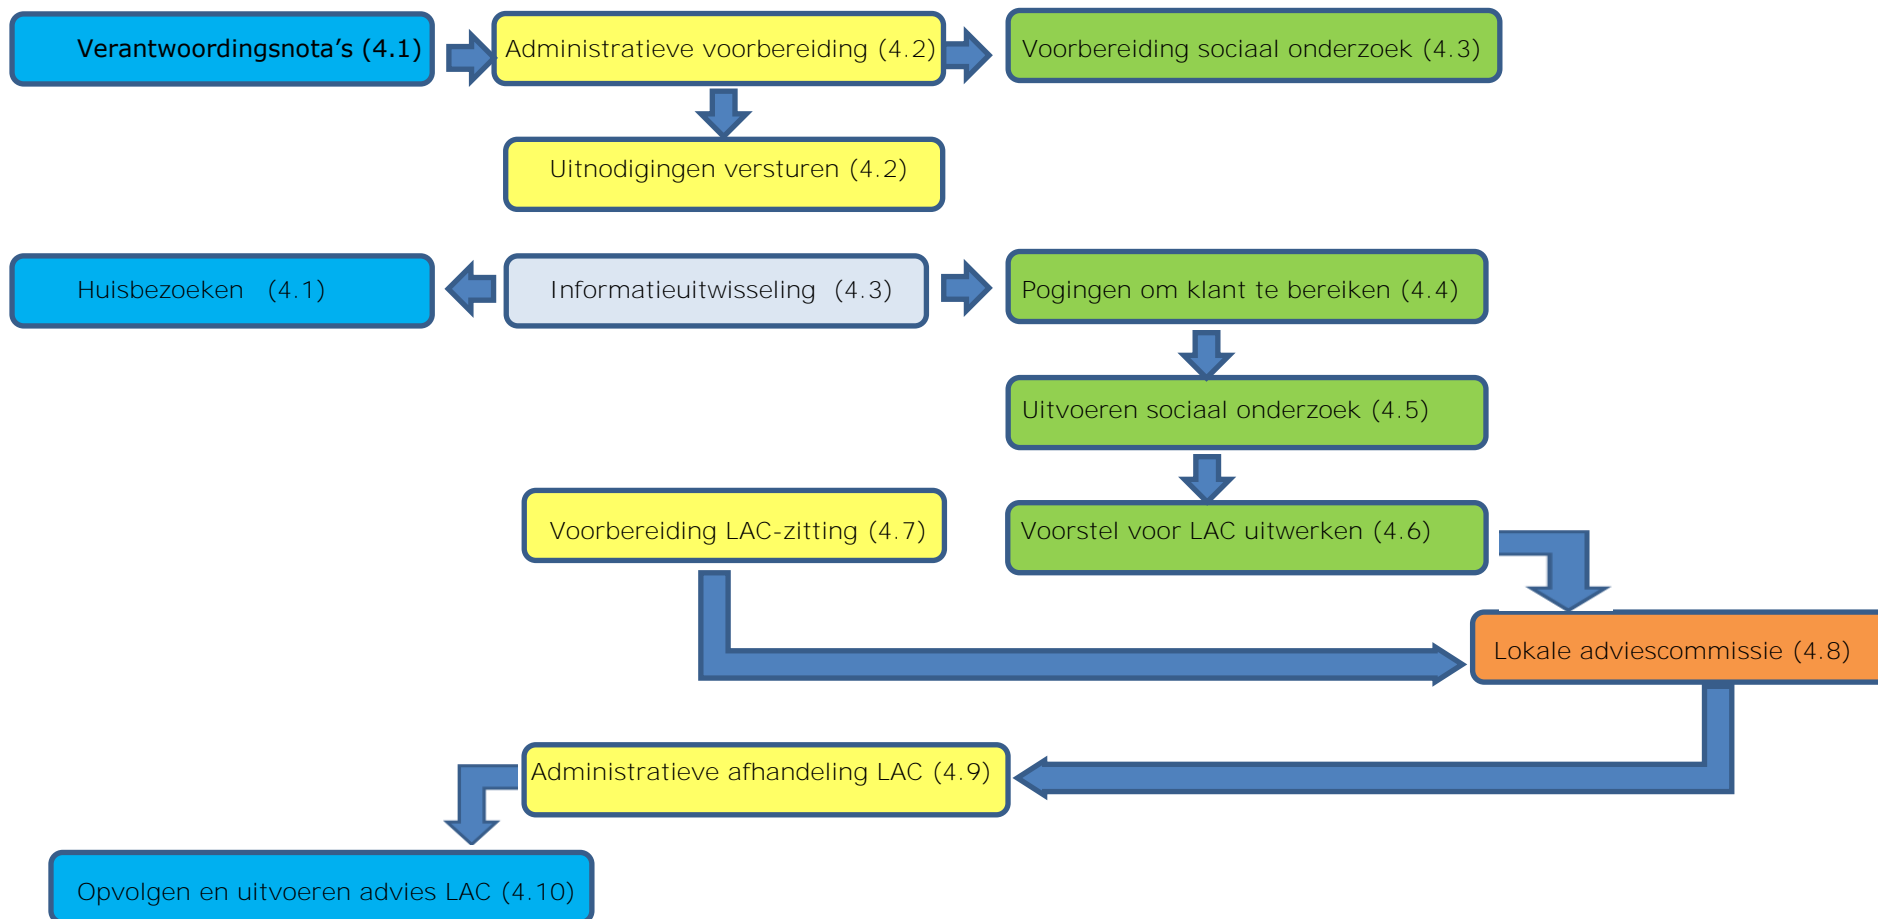 Verantwoordingsnota’s (4.1)
Administratieve voorbereiding (4.2)
Voorbereiding sociaal onderzoek (4.3)
Uitnodigingen versturen (4.2)
Huisbezoeken (4.1)
Informatieuitwisseling (4.3)
Pogingen om klant te bereiken (4.4)
Uitvoeren sociaal onderzoek (4.5)
Voorbereiding LAC-zitting (4.7)
Voorstel voor LAC uitwerken (4.6)
Lokale adviescommissie (4.8)
Administratieve afhandeling LAC (4.9)
Opvolgen en uitvoeren advies LAC (4.10)